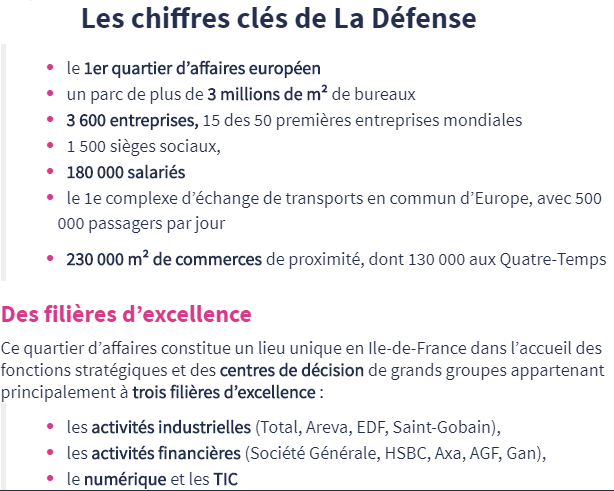 Les chiffres clés de La Défense
le 1er quartier d’affaires européen
un parc de plus de 3 millions de m² de bureaux
3 600 entreprises, 15 des 50 premières entreprises mondiales
1 500 sièges sociaux,
180 000 salariés
le 1e complexe d’échange de transports en commun d’Europe, avec 500
000 passagers par jour
230 000 m² de commerces de proximité, dont 130 000 aux Quatre-Temps
Des filières d’excellence
Ce quartier d’affaires constitue un lieu unique en Ile-de-France dans l’accueil des
fonctions stratégiques et des centres de décision de grands groupes appartenant
principalement à trois filières d’excellence :
les activités industrielles (Total, Areva, EDF, Saint-Gobain),
les activités financières (Société Générale, HSBC, Axa, AGF, Gan),
le numérique et les TIC